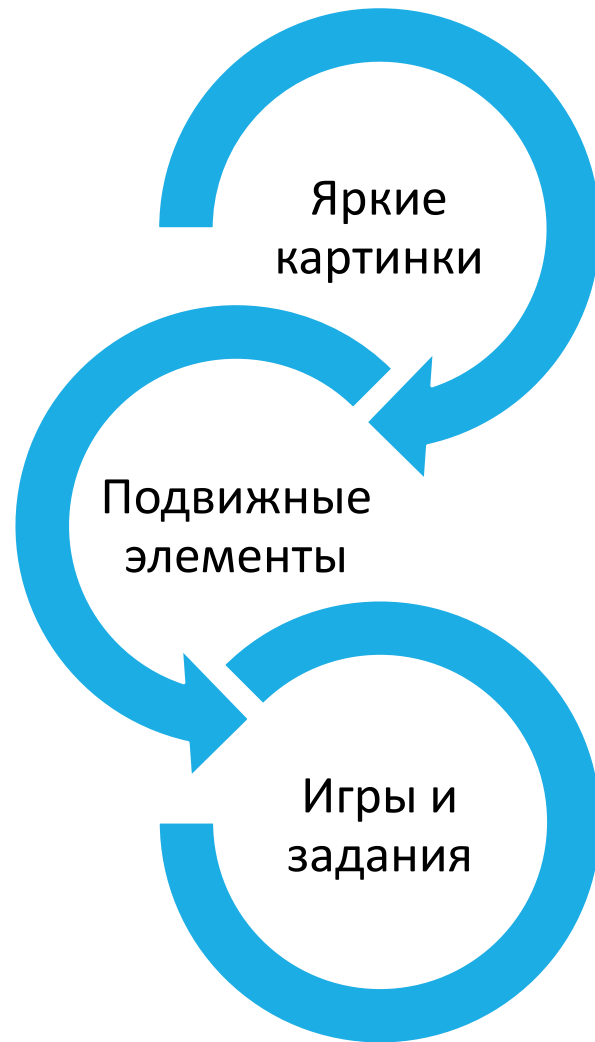 Яркие
картинки
Подвижные
элементы
Игры и
задания